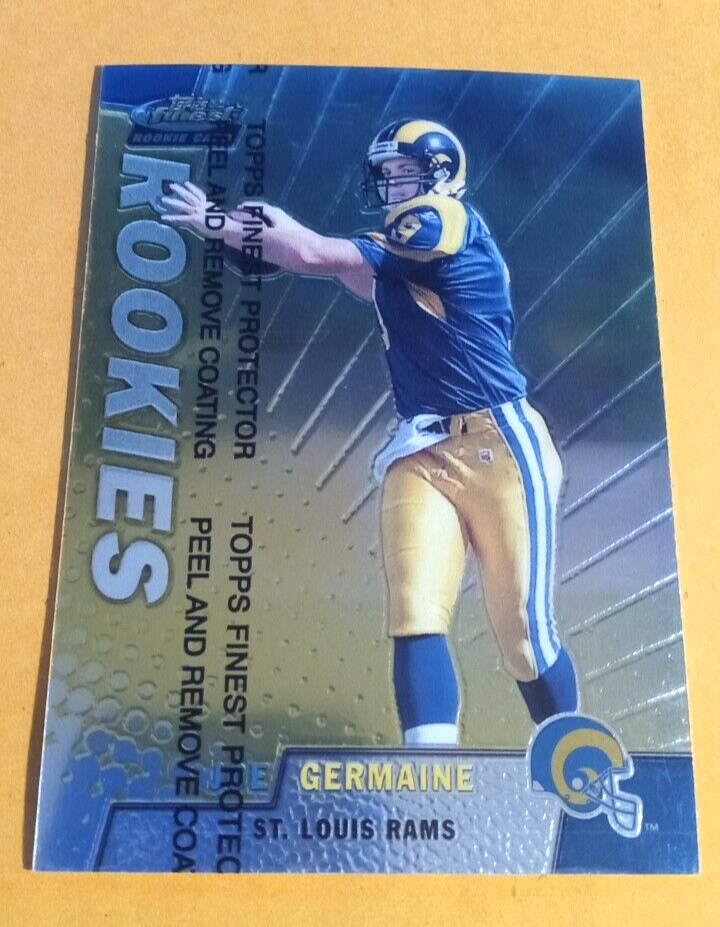 Finest
ROOKIE CARD
ROOKIES
TOPPS FINEST PROTECTOR
PEEL AND REMOVE COATING
TOPPS FINEST PROTEC
PEEL AND REMOVE COA
R
G
J E GERMAINE
ST. LOUIS RAMS
TM